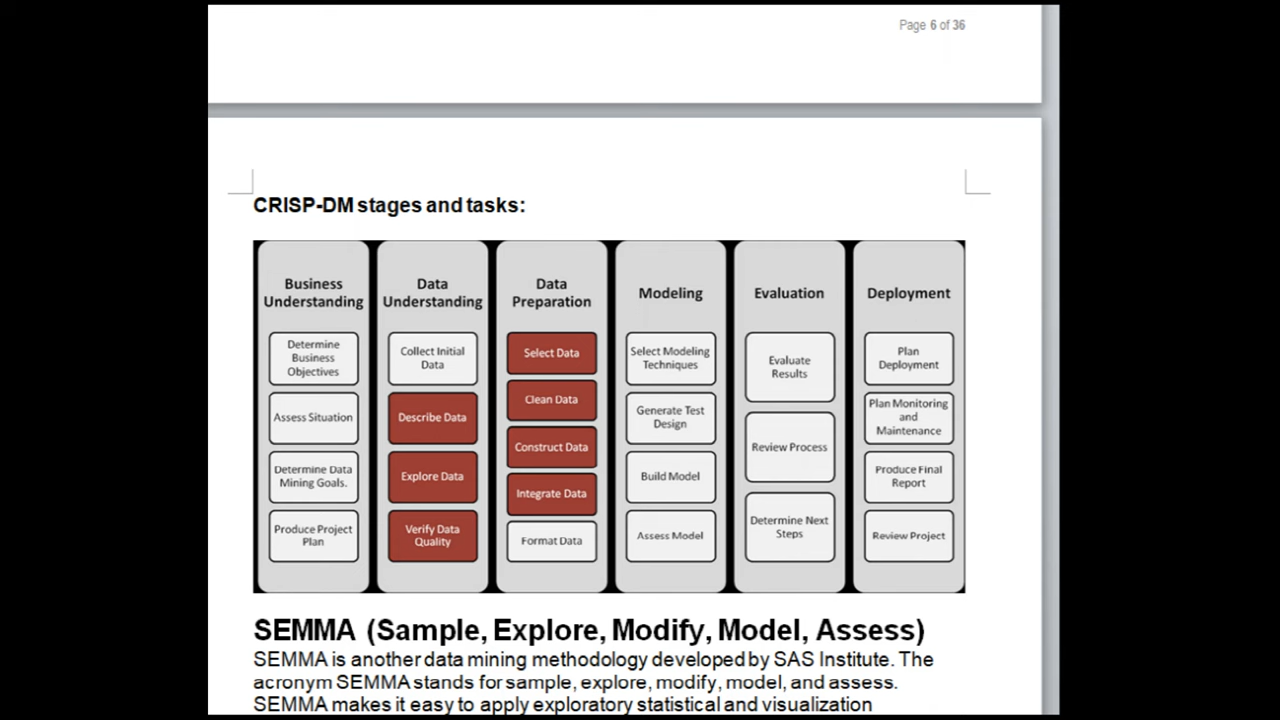 Page 6 of 36
CRISP-DM stages and tasks:
Business
Understanding
Determine
Business
Objectives
Assess Situation
Determine Data
Mining Goals.
Produce Project
Plan
Data
Understanding
Collect Initial
Data
Describe Data
Explore Data
Verify Data
Quality
Data
Preparation
Select Data
Clean Data
Construct Data
Integrate Data
Format Data
Modeling
Select Modeling
Techniques
Generate Test
Design
Build Model
Assess Model
Evaluation
Evaluate
Results
Review Process
Determine Next
Steps
Deployment
Plan
Deployment
Plan Monitoring
and
Maintenance
Produce Final
Report
Review Project
SEMMA (Sample, Explore, Modify, Model, Assess)
SEMMA is another data mining methodology developed by SAS Institute. The
acronym SEMMA stands for sample, explore, modify, model, and assess.
SEMMA makes it easy to apply exploratory statistical and visualization